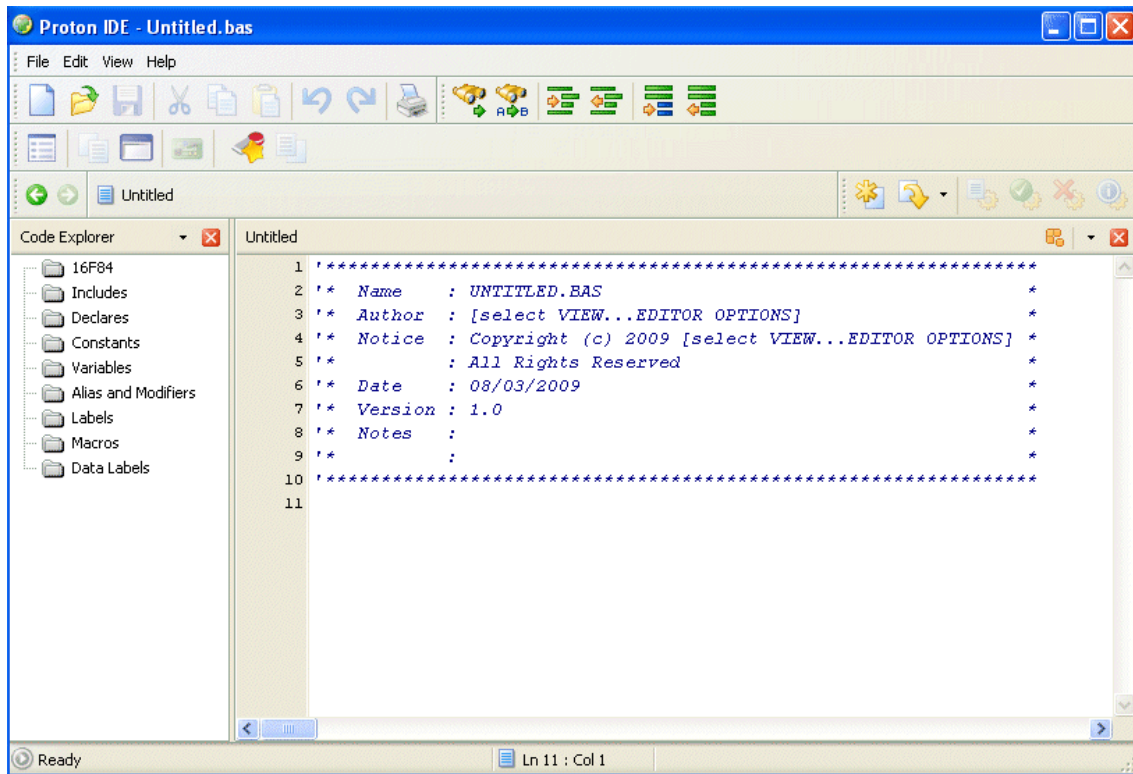 Proton IDE - Untitled.bas
File Edit View Help
A B
Untitled
Code Explorer
16F84
Includes
Declares
Constants
Variables
Alias and Modifiers
Labels
Macros
Data Labels
Untitled
1 '****************************************************************
2 '*  Name    : UNTITLED.BAS                                      *
3 '*  Author  : [select VIEW...EDITOR OPTIONS]                    *
4 '*  Notice  : Copyright (c) 2009 [select VIEW...EDITOR OPTIONS] *
5 '*          : All Rights Reserved                               *
6 '*  Date    : 08/03/2009                                        *
7 '*  Version : 1.0                                               *
8 '*  Notes   :                                                   *
9 '*          :                                                   *
10 '****************************************************************
11
Ready
Ln 11 : Col 1